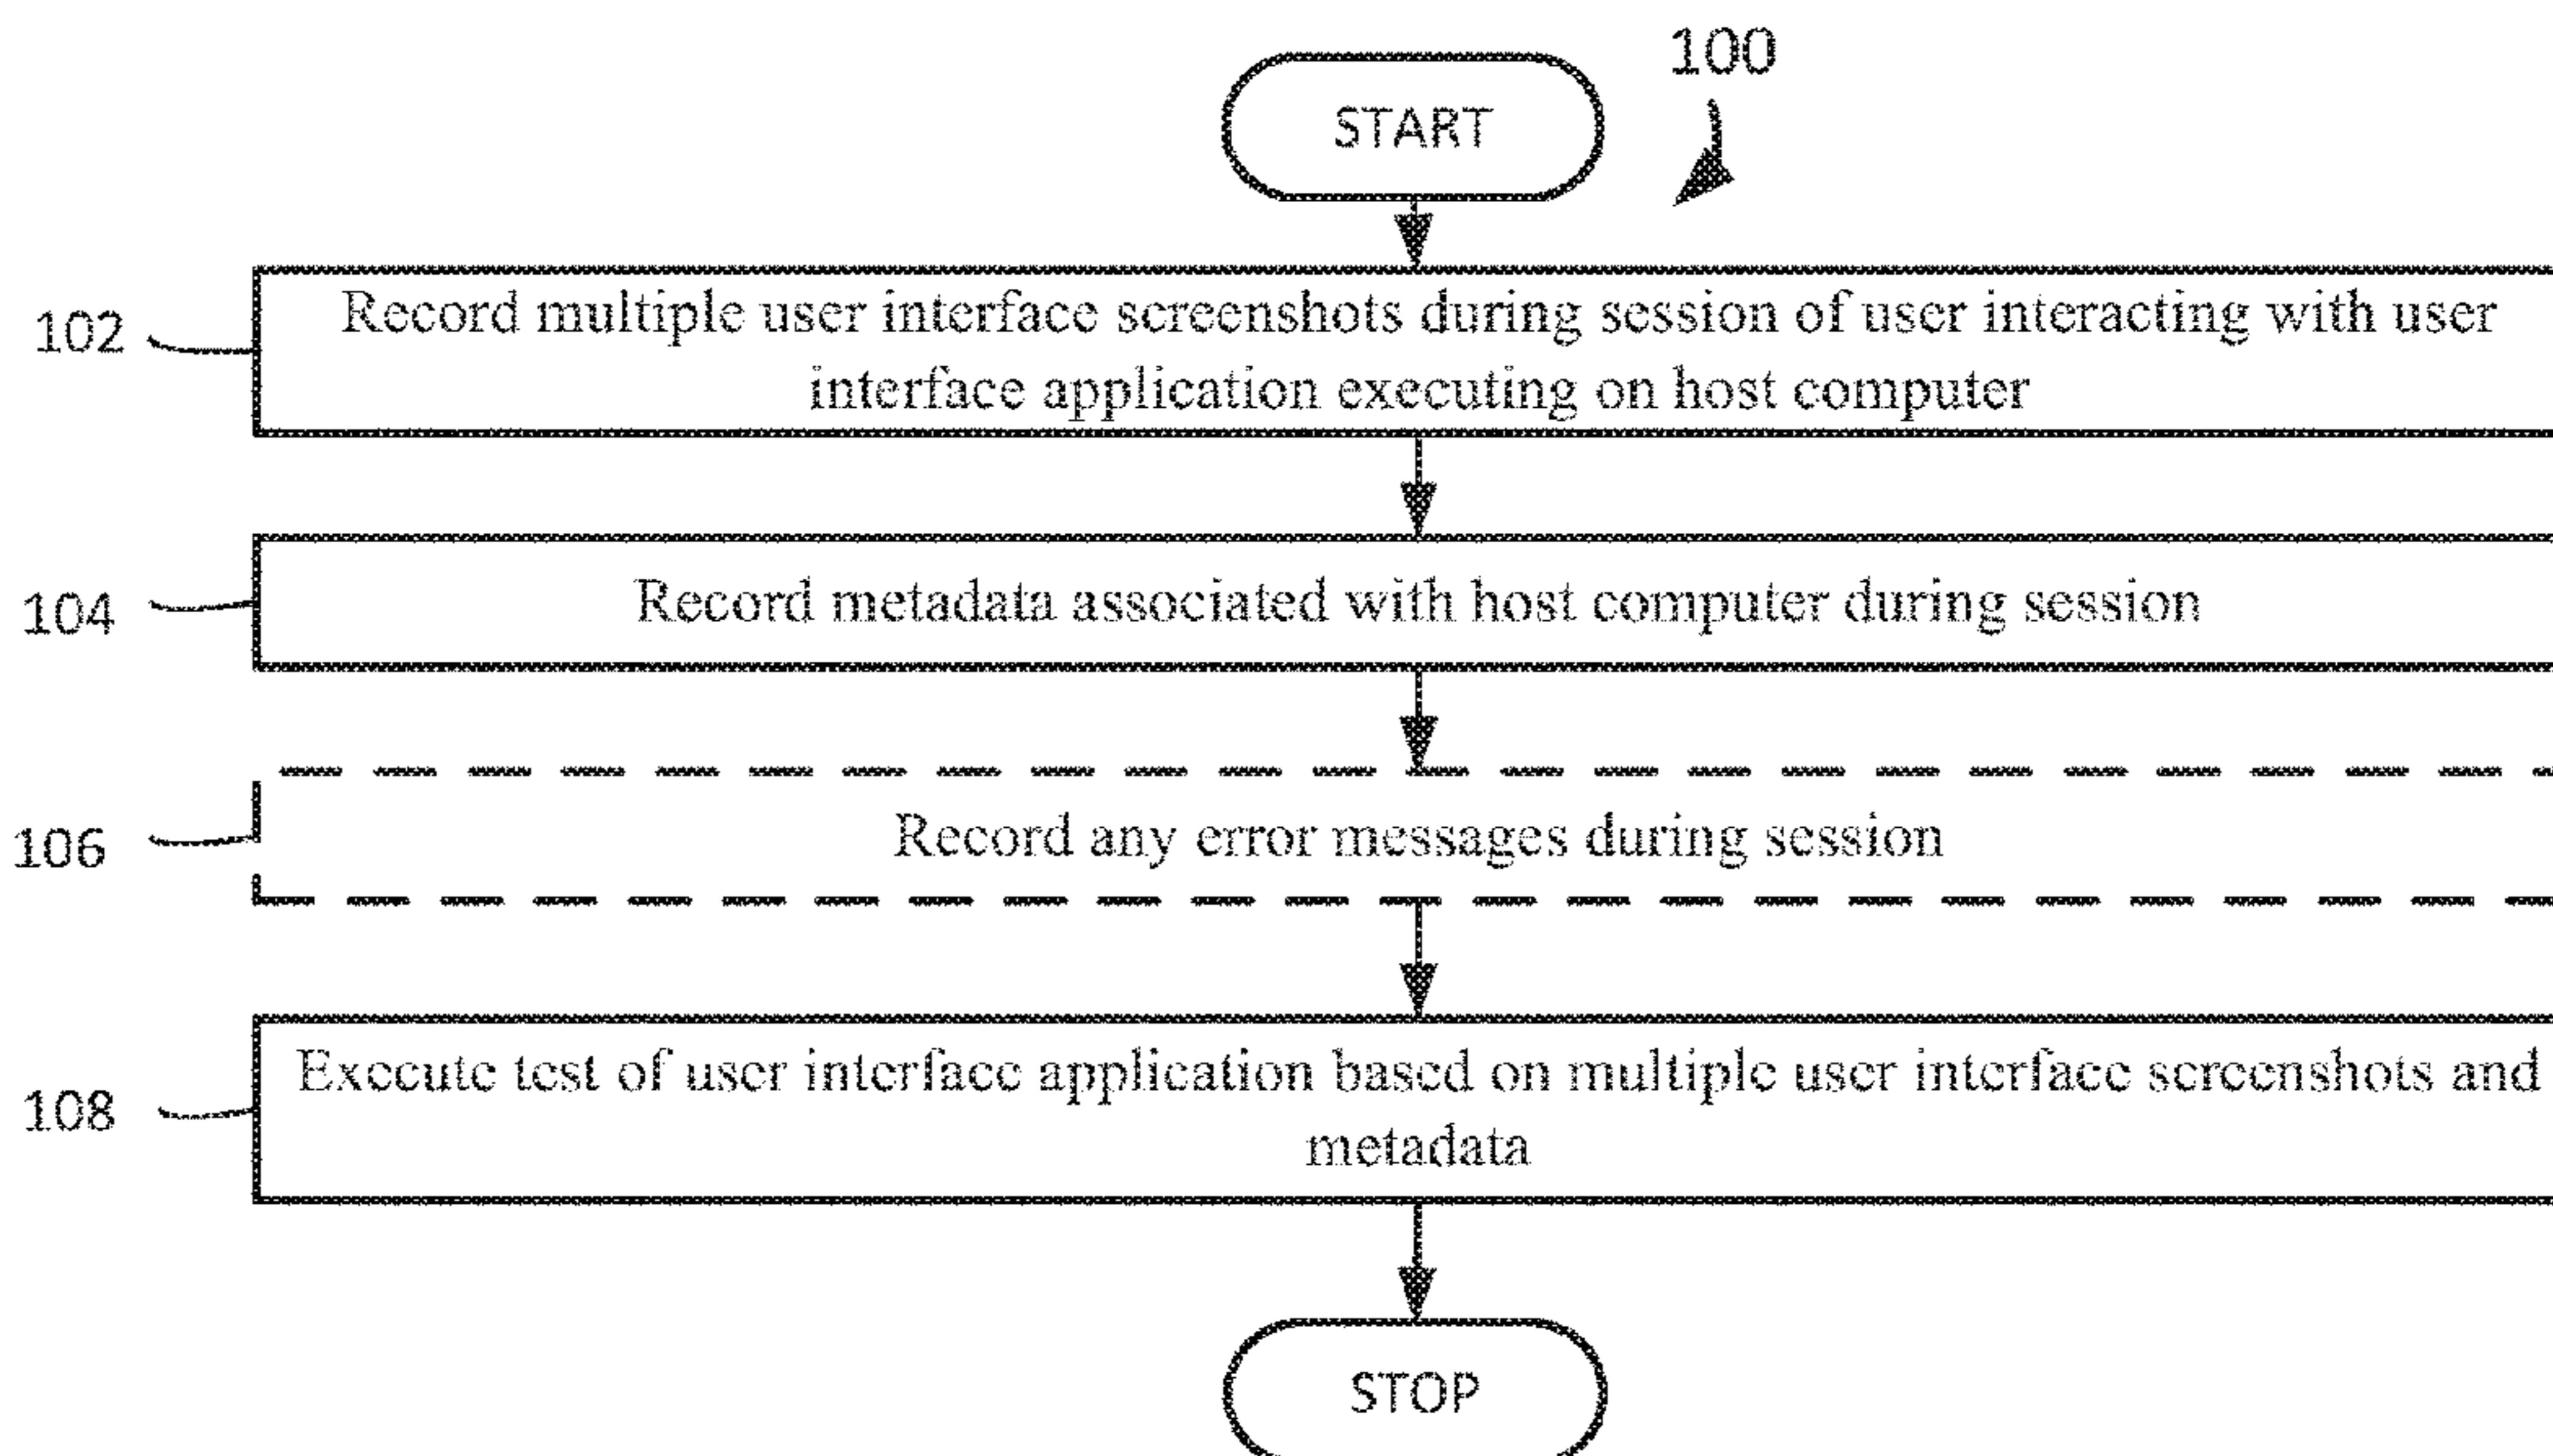 100
START
102
Record multiple user interface screenshots during session of user interacting with user
interface application executing on host computer
104
Record metadata associated with host computer during session
106
Record any error messages during session
108
Execute test of user interface application based on multiple user interface screenshots and
metadata
STOP